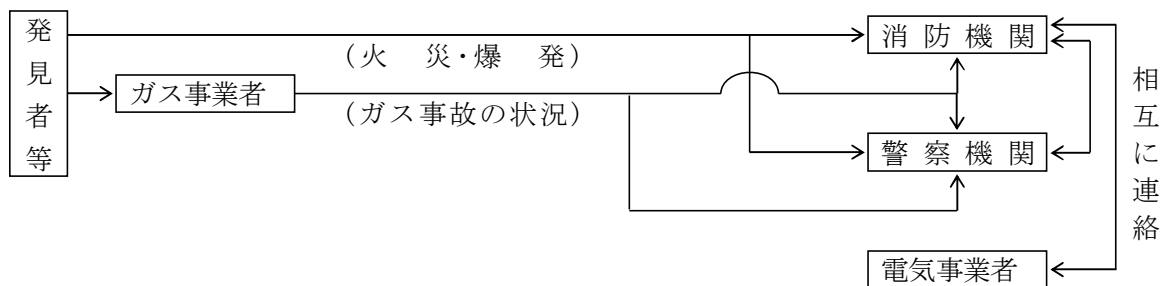 発見者等
消防機関
(火 災・爆 発)
ガス事業者
(ガス事故の状況)
警察機関
電気事業者
相互に連絡